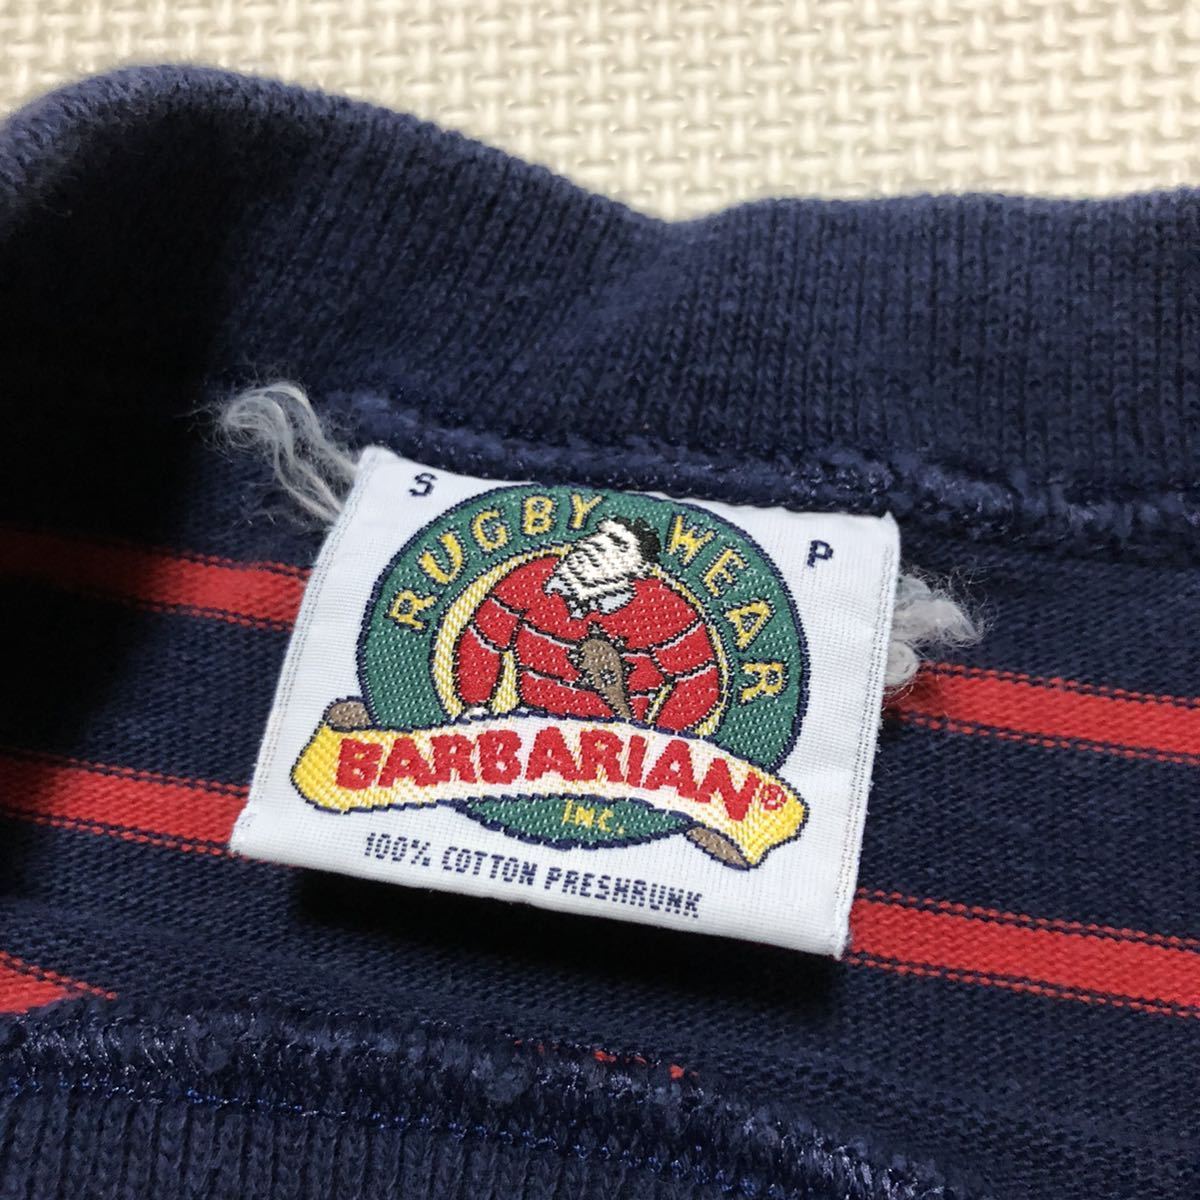 S P
RUGBY WEAR
BARBARIAN®
INC.
100% COTTON PRESHRUNK